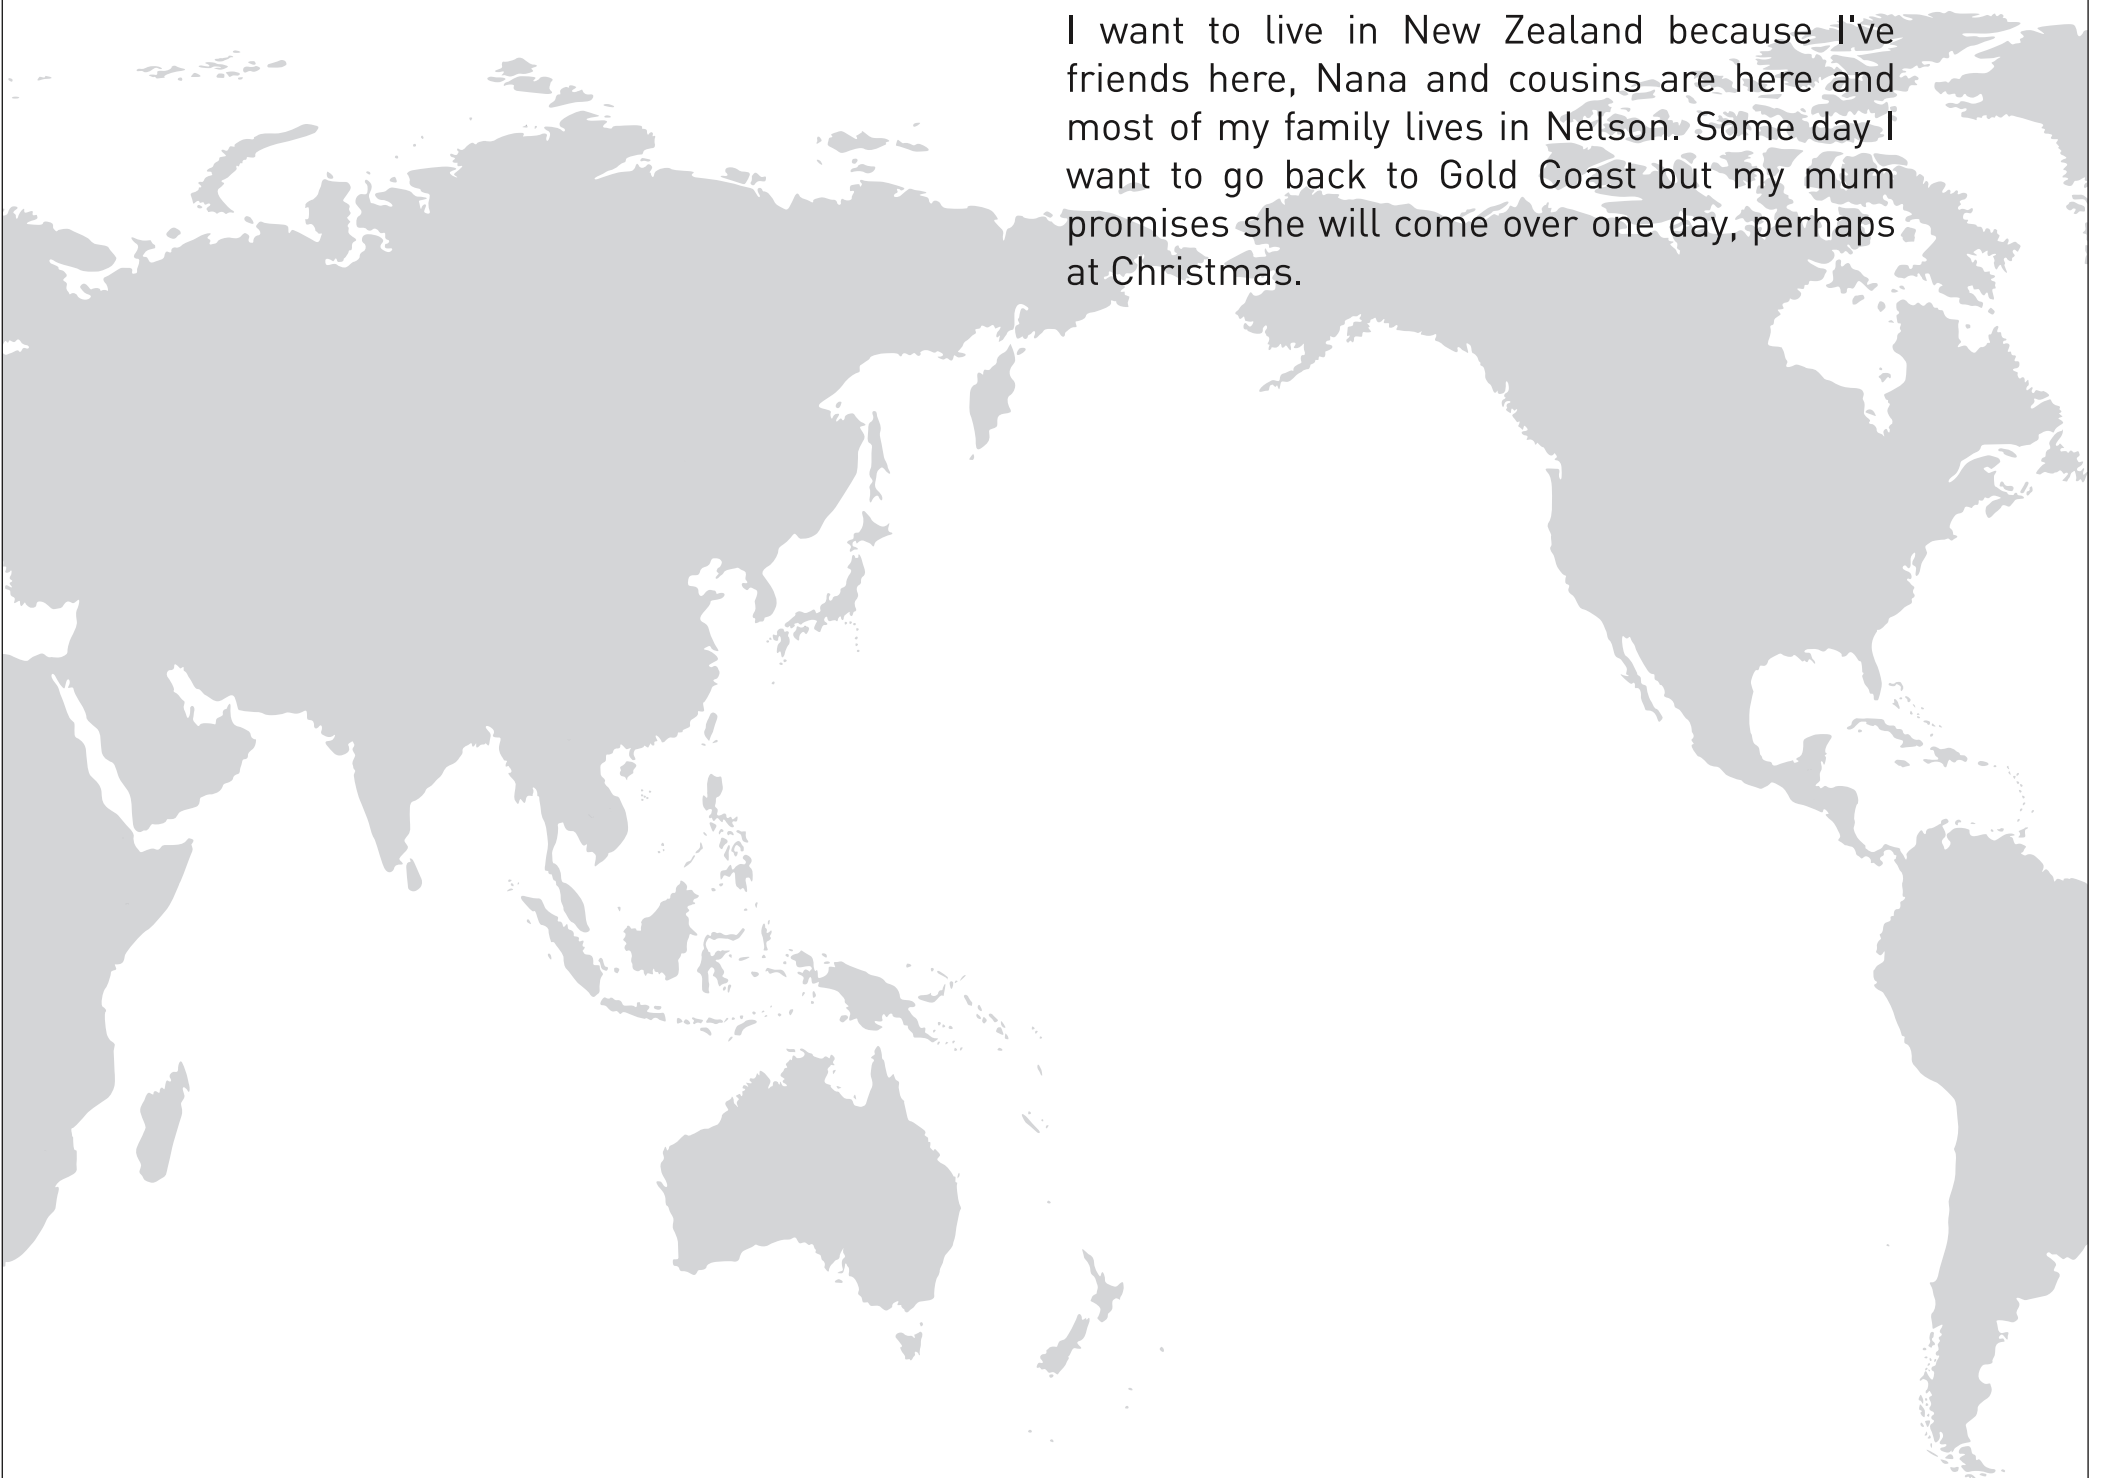 I want to live in New Zealand because I've
friends here, Nana and cousins are here and
most of my family lives in Nelson. Some day I
want to go back to Gold Coast but my mum
promises she will come over one day, perhaps
at Christmas.